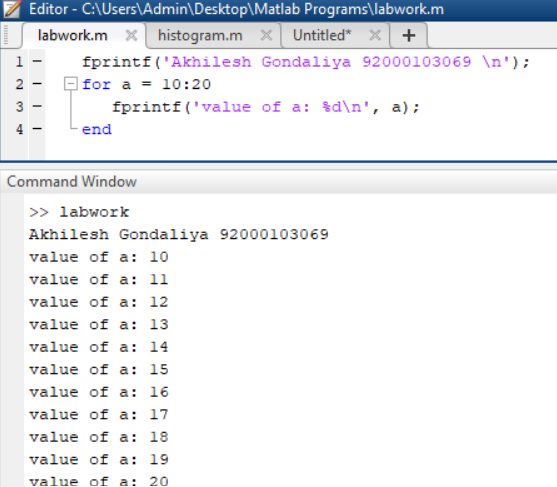 Editor - C:\Users\Admin\Desktop\Matlab Programs\labwork.m
labwork.m × histogram.m × Untitled* × +
1 - fprintf('Akhilesh Gondaliya 92000103069 \n');
2 - for a = 10:20
3 - fprintf('value of a: %d\n', a);
4 - end
Command Window
>> labwork
Akhilesh Gondaliya 92000103069
value of a: 10
value of a: 11
value of a: 12
value of a: 13
value of a: 14
value of a: 15
value of a: 16
value of a: 17
value of a: 18
value of a: 19
value of a: 20